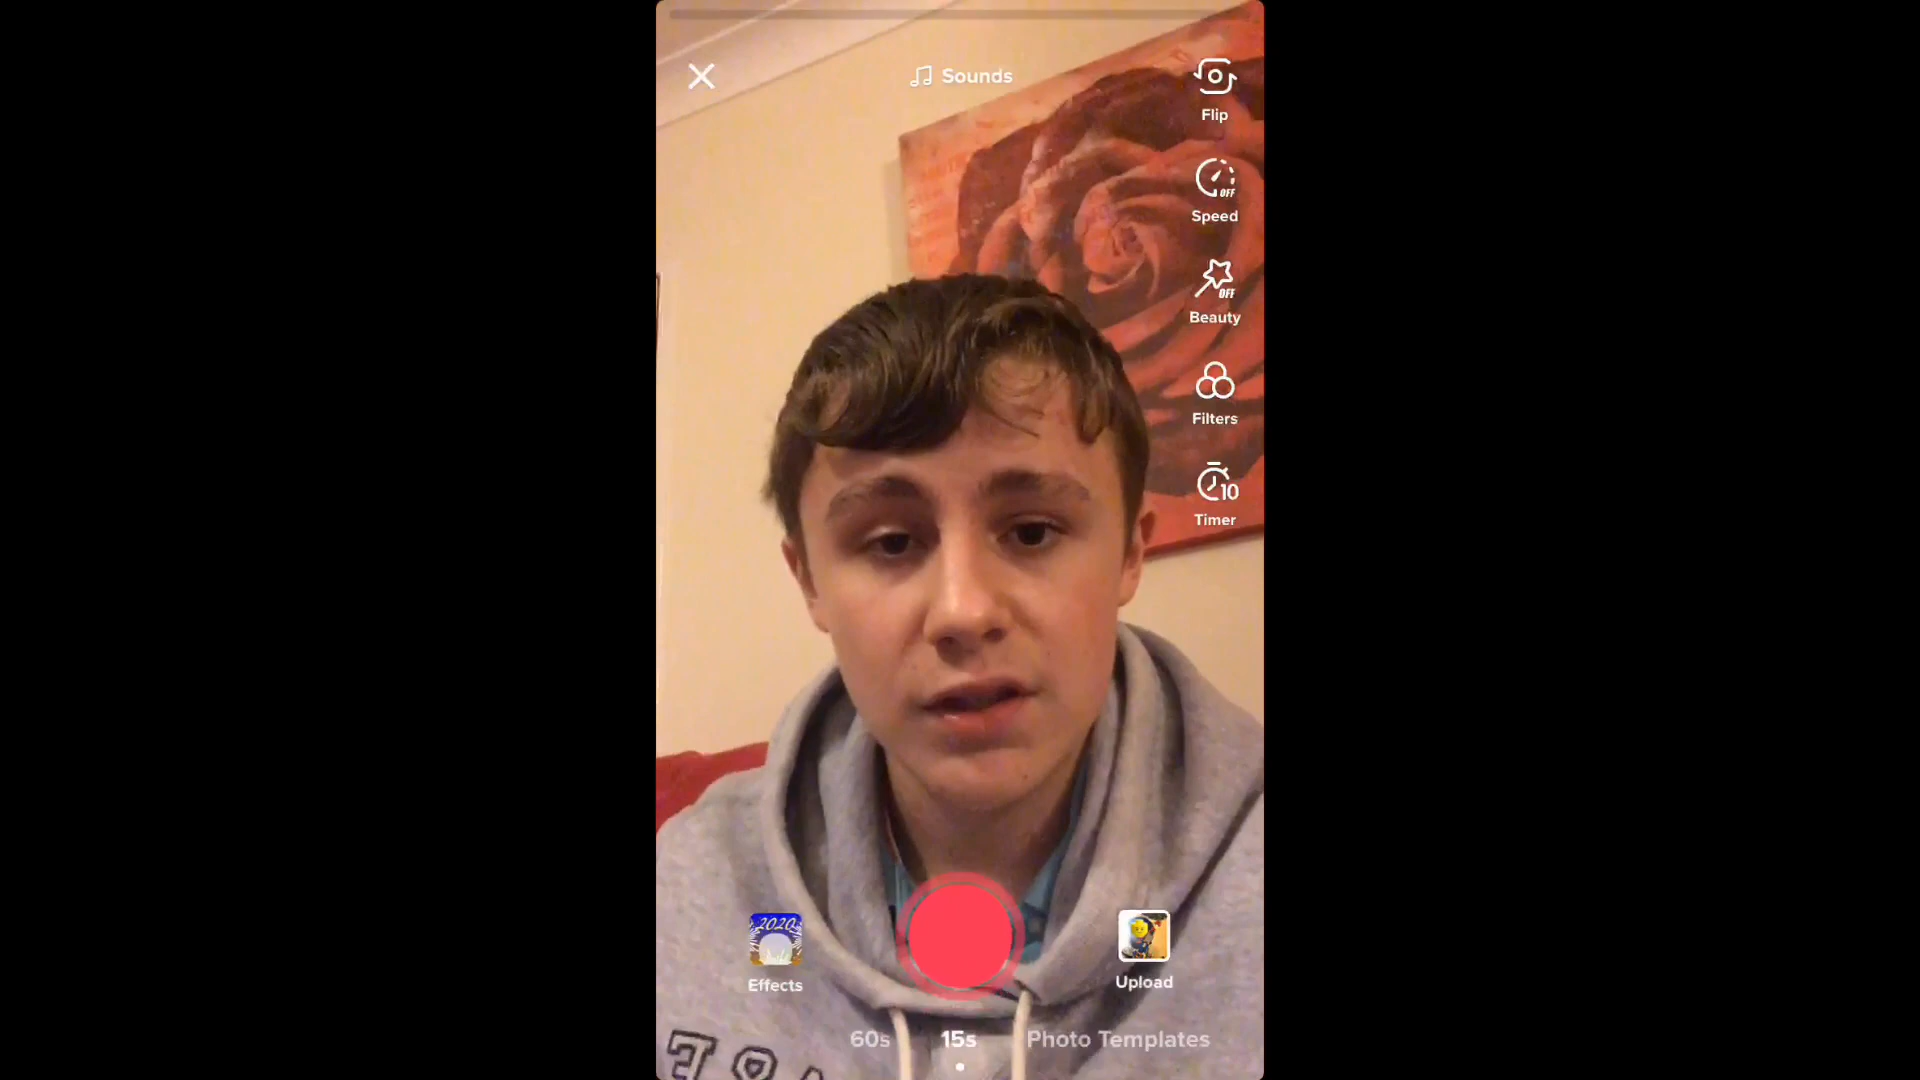 Sounds
Flip
OFF
Speed
OFF
Beauty
Filters
10
Timer
2020
Effects
Upload
60s
15s
Photo Templates